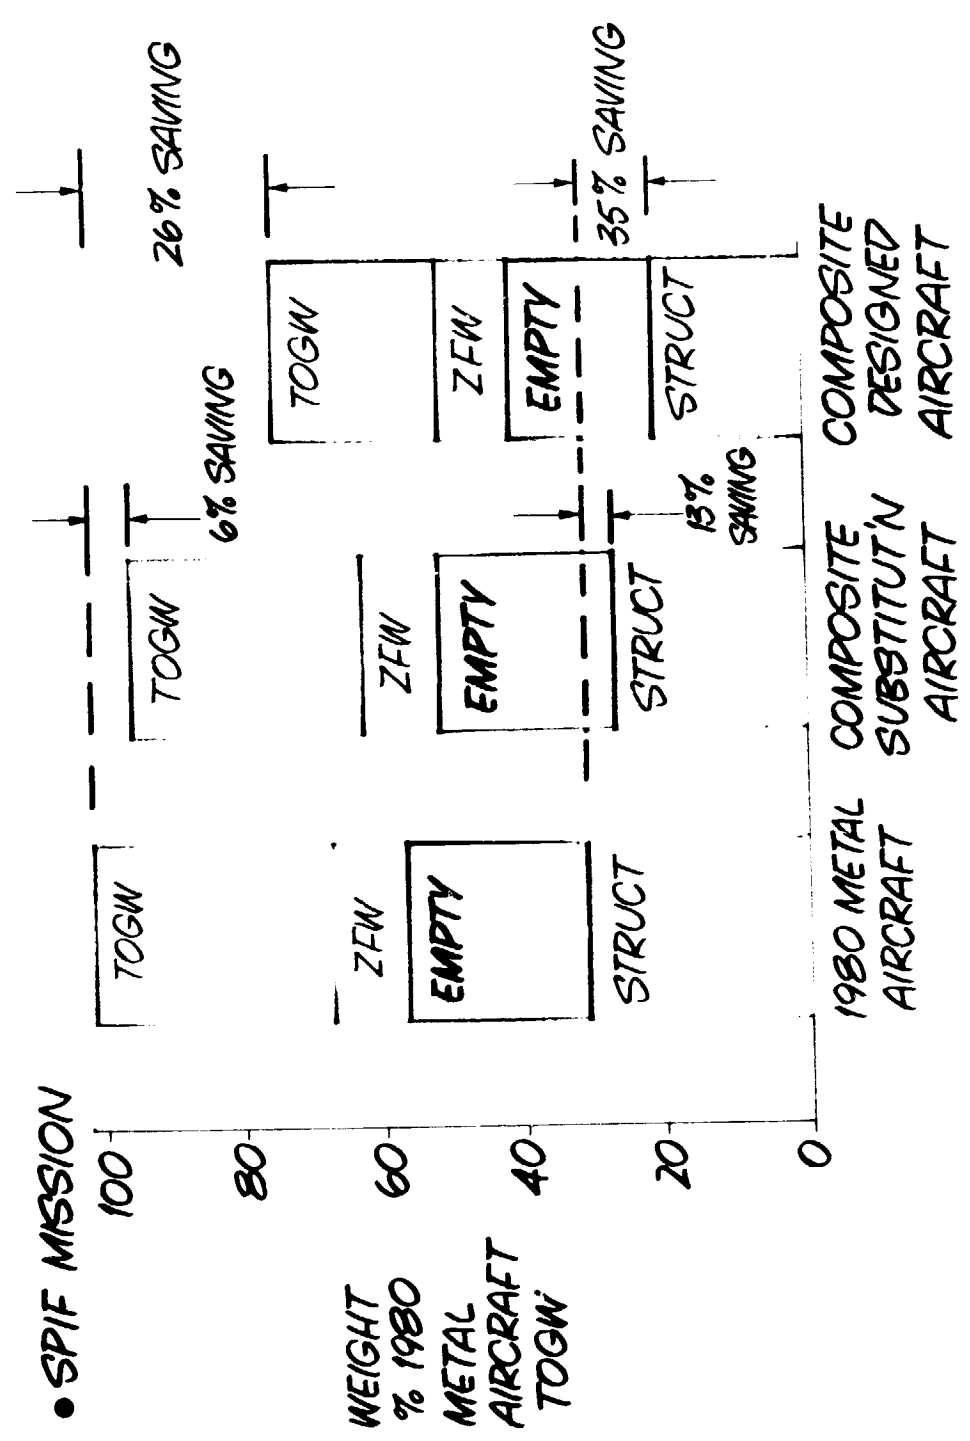 • SPIF MISSION
WEIGHT
% 1980
METAL
AIRCRAFT
TOGW
100
80
60
40
20
0
TOGW
ZFW
EMPTY
STRUCT
1980 METAL
AIRCRAFT
TOGW
ZFW
EMPTY
STRUCT
COMPOSITE
SUBSTITUT'N
AIRCRAFT
6% SAVING
13%
SAVING
TOGW
ZFW
EMPTY
STRUCT
COMPOSITE
DESIGNED
AIRCRAFT
26% SAVING
35% SAVING